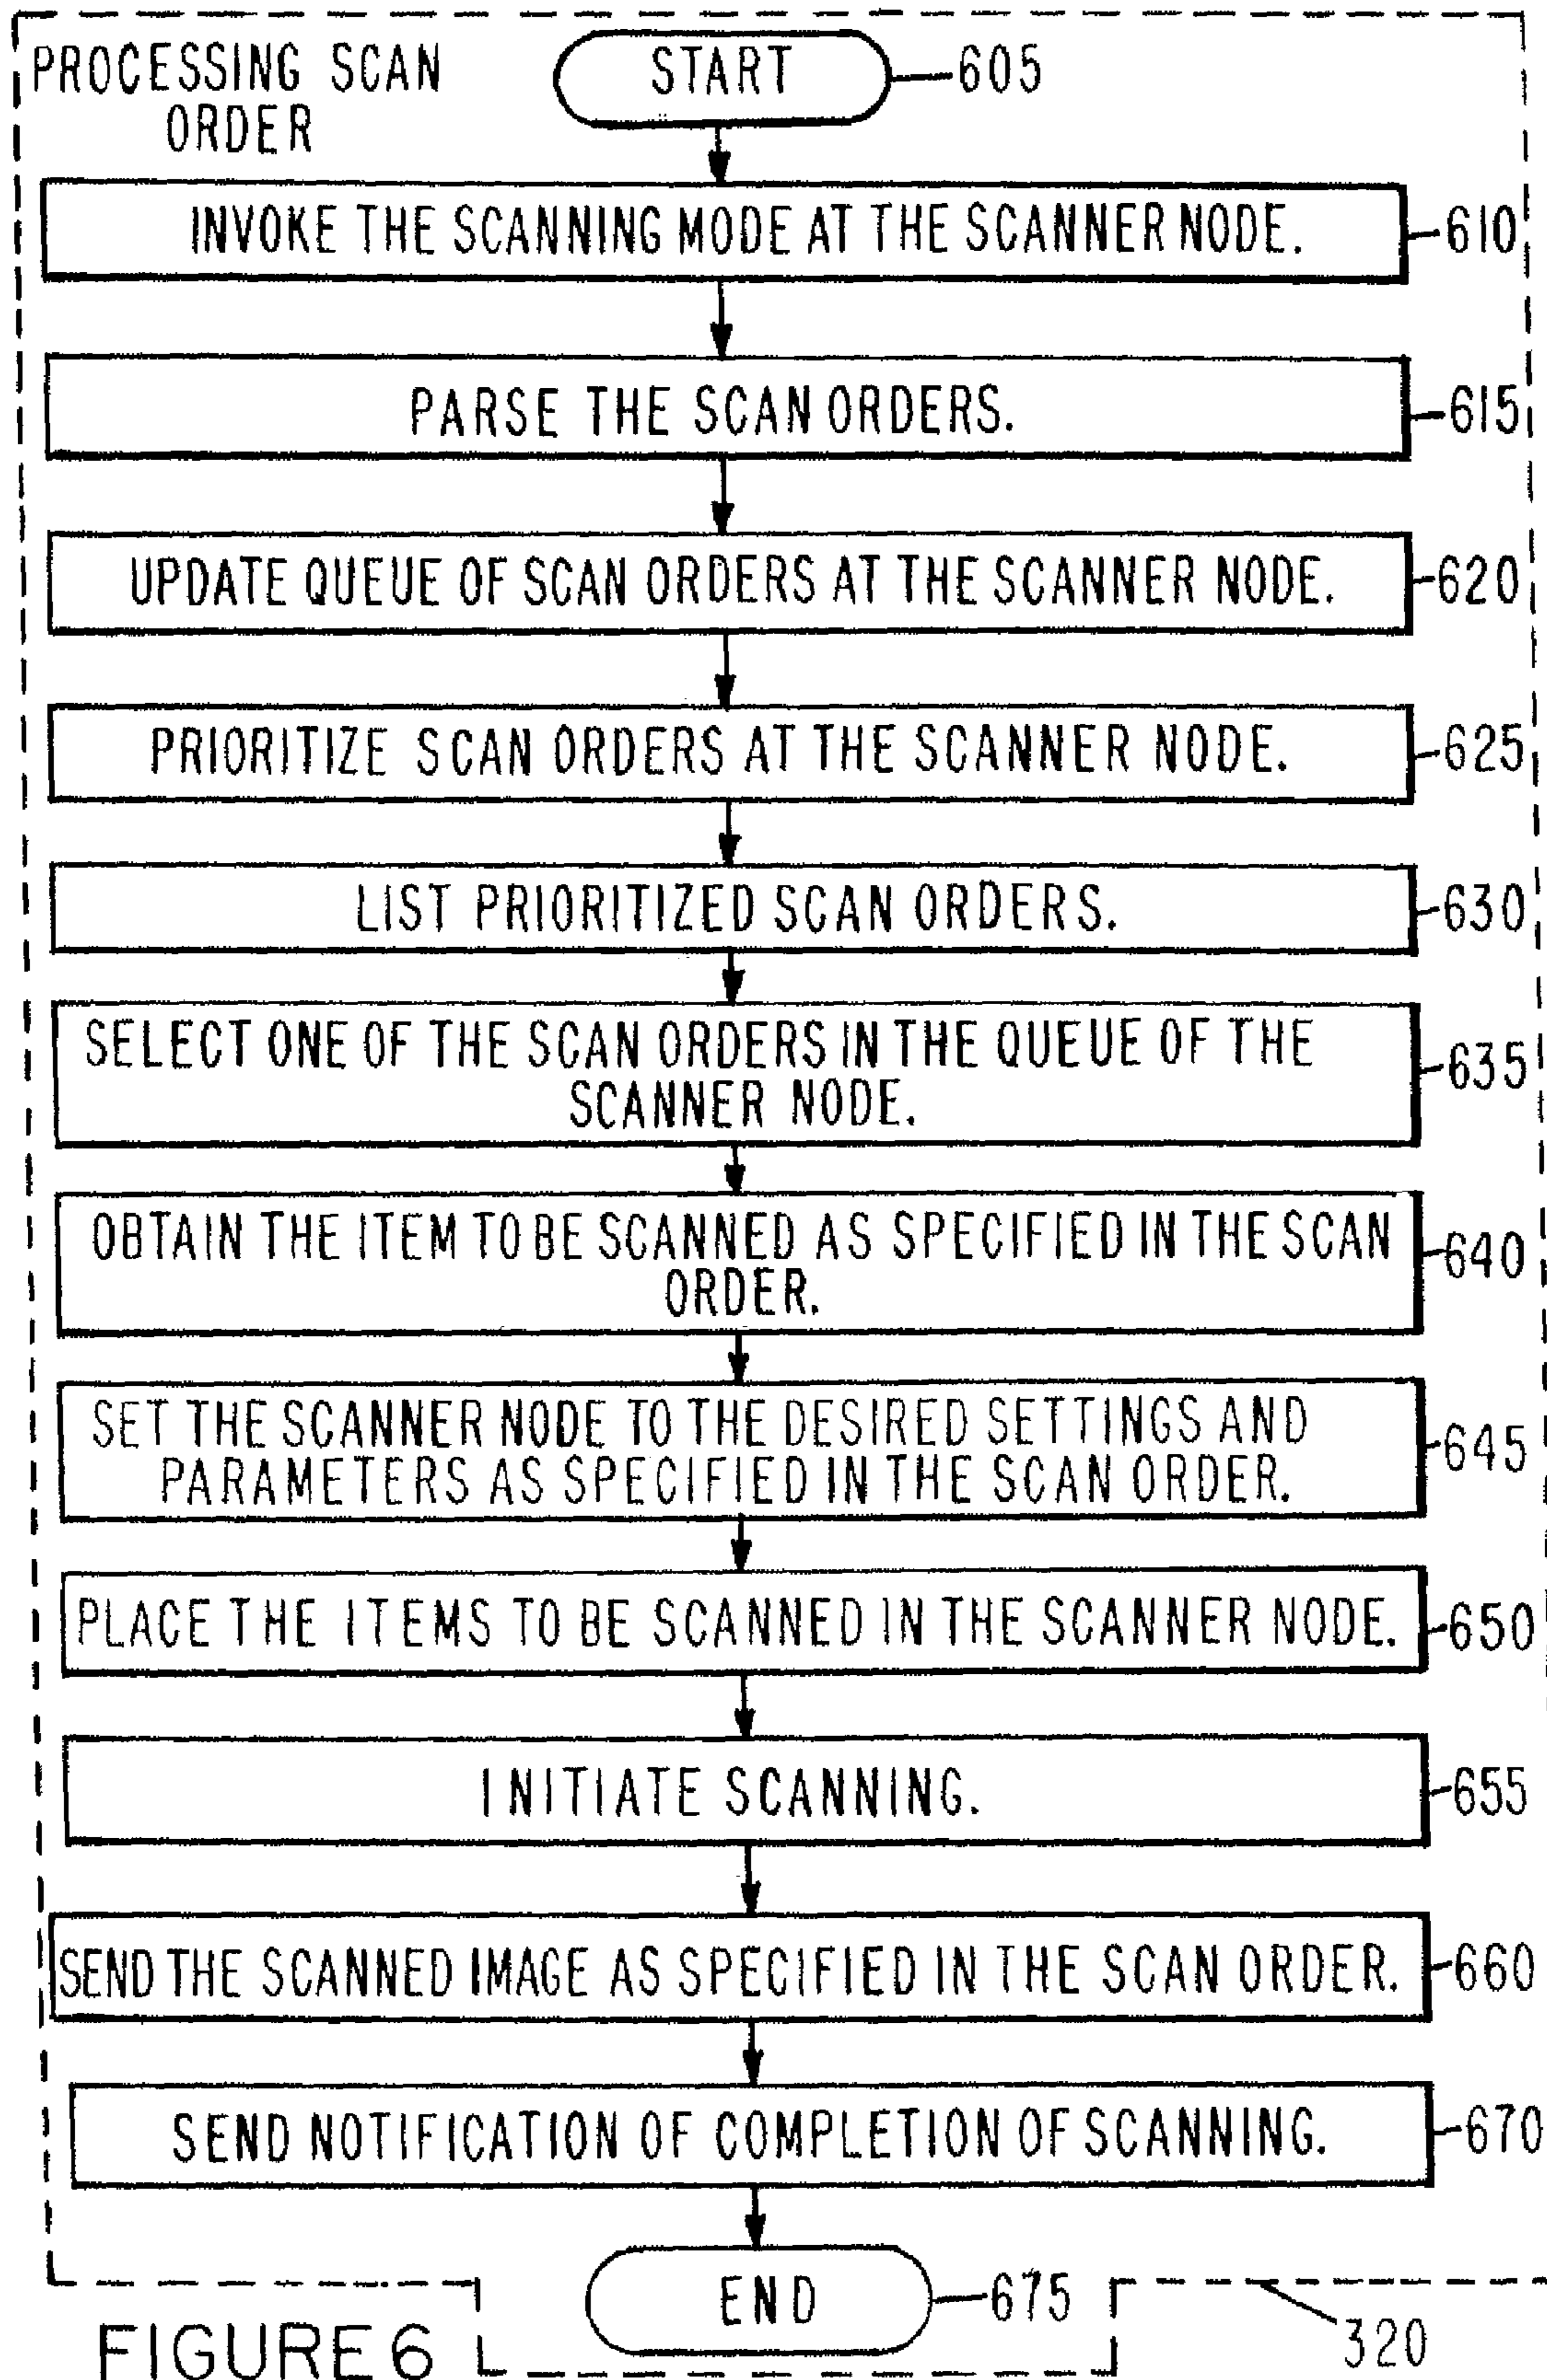 PROCESSING SCAN
ORDER
START
605
INVOKE THE SCANNING MODE AT THE SCANNER NODE.
610
PARSE THE SCAN ORDERS.
615
UPDATE QUEUE OF SCAN ORDERS AT THE SCANNER NODE.
620
PRIORITIZE SCAN ORDERS AT THE SCANNER NODE.
625
LIST PRIORITIZED SCAN ORDERS.
630
SELECT ONE OF THE SCAN ORDERS IN THE QUEUE OF THE
SCANNER NODE.
635
OBTAIN THE ITEM TO BE SCANNED AS SPECIFIED IN THE SCAN
ORDER.
640
SET THE SCANNER NODE TO THE DESIRED SETTINGS AND
PARAMETERS AS SPECIFIED IN THE SCAN ORDER.
645
PLACE THE ITEMS TO BE SCANNED IN THE SCANNER NODE.
650
INITIATE SCANNING.
655
SEND THE SCANNED IMAGE AS SPECIFIED IN THE SCAN ORDER.
660
SEND NOTIFICATION OF COMPLETION OF SCANNING.
670
END
675
320
FIGURE 6